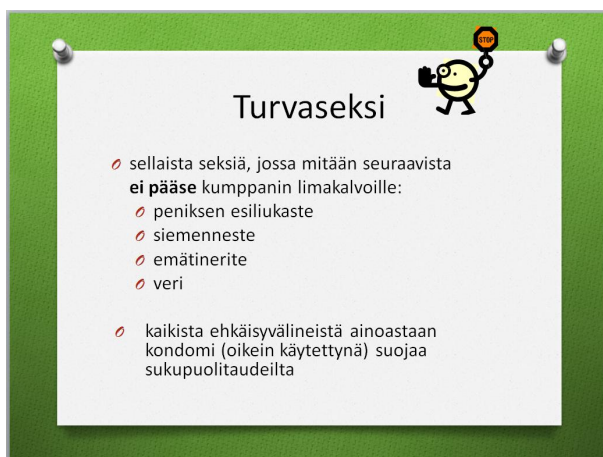 STOP
Turvaseksi
sellaista seksiä, jossa mitään seuraavista
ei pääse kumppanin limakalvoille:
peniksen esiliukaste
siemenneste
emätinerite
veri
kaikista ehkäisyvälineistä ainoastaan
kondomi (oikein käytettynä) suojaa
sukupuolitaudeilta